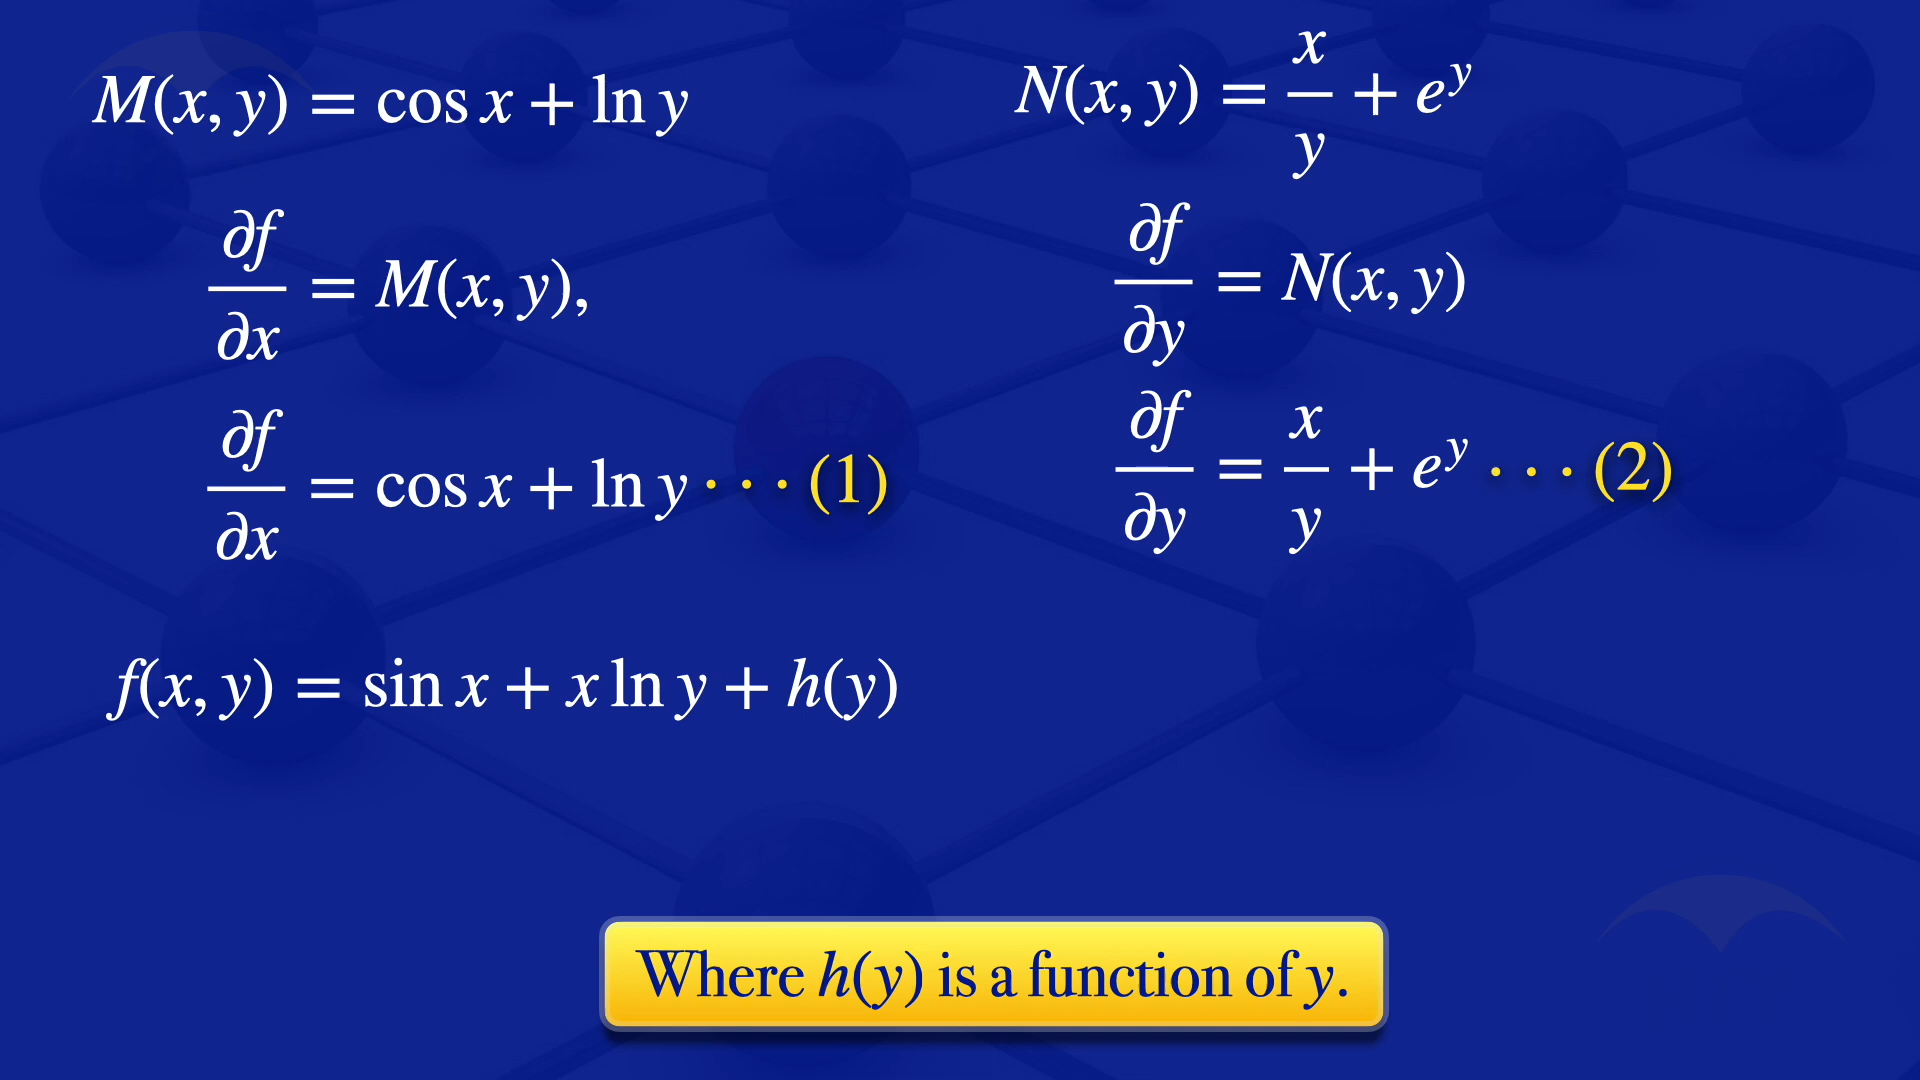 M(x, y) = cos x + ln y
N(x, y) = x/y + e^y
∂f/∂x = M(x, y),
∂f/∂y = N(x, y)
∂f/∂x = cos x + ln y · · · (1)
∂f/∂y = x/y + e^y · · · (2)
f(x, y) = sin x + x ln y + h(y)
Where h(y) is a function of y.